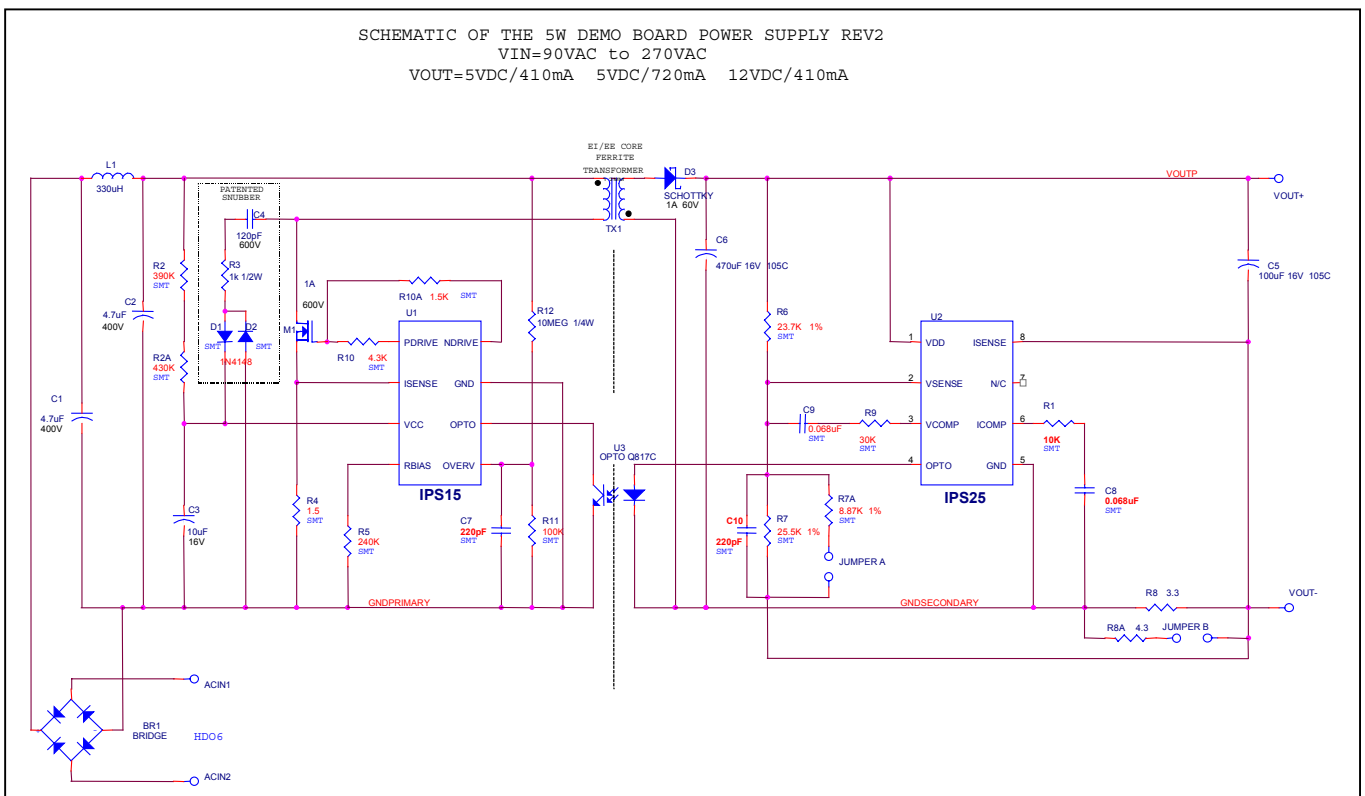 SCHEMATIC OF THE 5W DEMO BOARD POWER SUPPLY REV2
VIN=90VAC to 270VAC
VOUT=5VDC/410mA 5VDC/720mA 12VDC/410mA
EI/EE CORE
FERRITE
TRANSFORMER
TX1
L1
330uH
PATENTED
SNUBBER
C4
120pF
600V
R3
1k 1/2W
D1
SMT
D2
SMT
1N4148
R2
390K
SMT
R2A
430K
SMT
C2
4.7uF
400V
C1
4.7uF
400V
C3
10uF
16V
1A
600V
M1
R10A 1.5K SMT
R10 4.3K
SMT
U1
PDRIVE NDRIVE
ISENSE GND
VCC OPTO
RBIAS OVERV
IPS15
R12
10MEG 1/4W
R4
1.5
SMT
R5
240K
SMT
C7
220pF
SMT
R11
100K
SMT
GNDPRIMARY
U3
OPTO Q817C
D3
SCHOTTKY
1A 60V
VOUTP
VOUT+
C6
470uF 16V 105C
C5
100uF 16V 105C
R6
23.7K 1%
SMT
U2
1 VDD ISENSE 8
2 VSENSE N/C 7
3 VCOMP ICOMP 6
4 OPTO GND 5
IPS25
C9
0.068uF
SMT
R9
30K
SMT
R1
10K
SMT
C8
0.068uF
SMT
R7A
8.87K 1%
SMT
C10
220pF
SMT
R7
25.5K 1%
SMT
JUMPER A
GNDSECONDARY
R8 3.3
VOUT-
R8A 4.3 JUMPER B
ACIN1
BR1
BRIDGE
HDO6
-
ACIN2